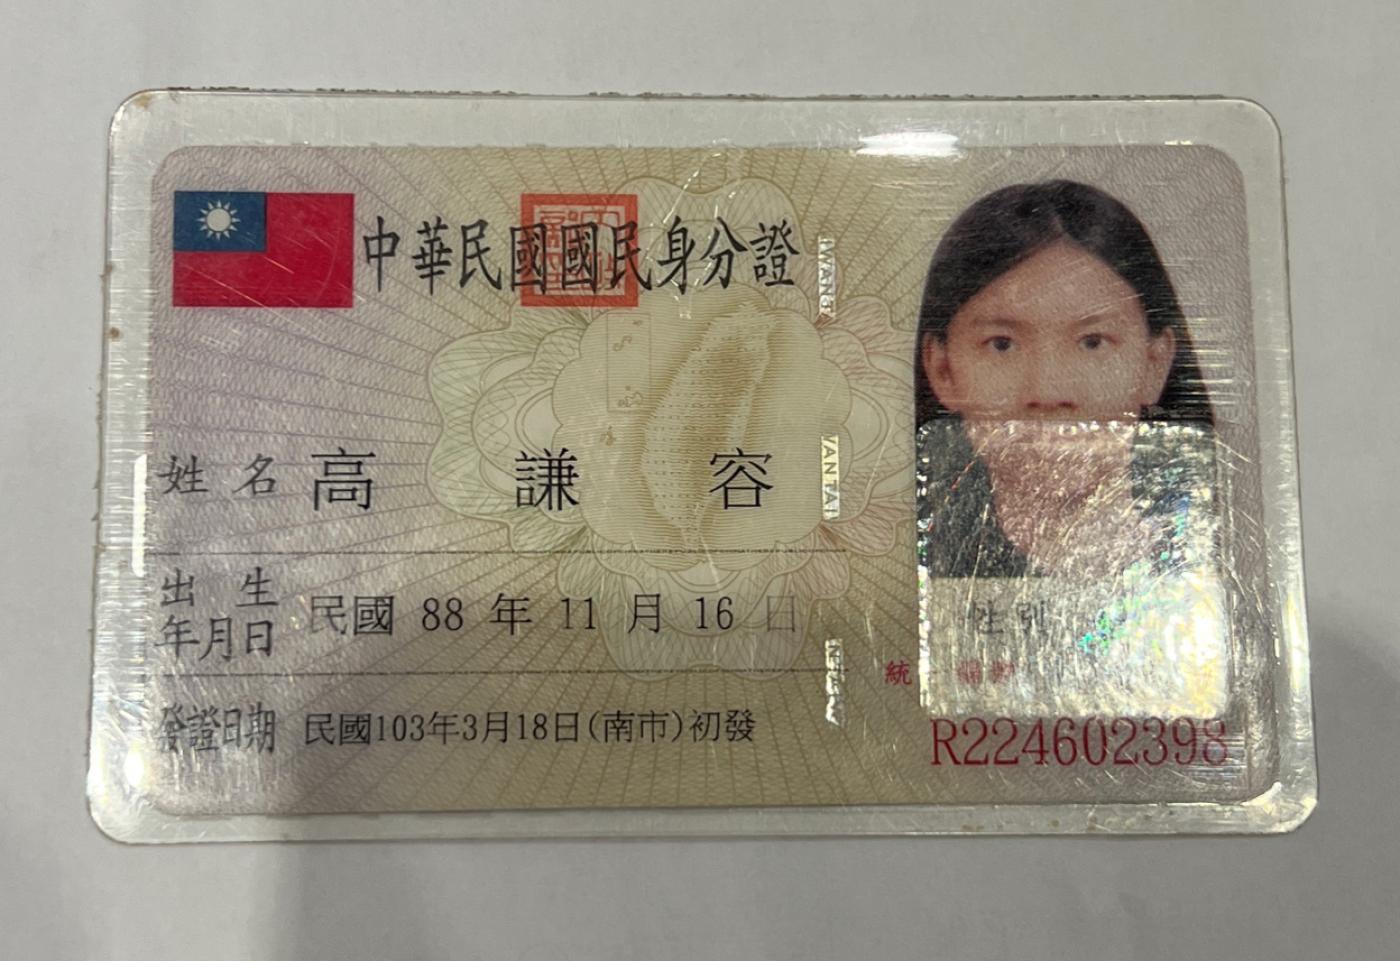 中華民國國民身分證
姓名 高謙容
出生年月日 民國 88 年 11 月 16 日
發證日期 民國103年3月18日(南市)初發
性別
統
R224602398